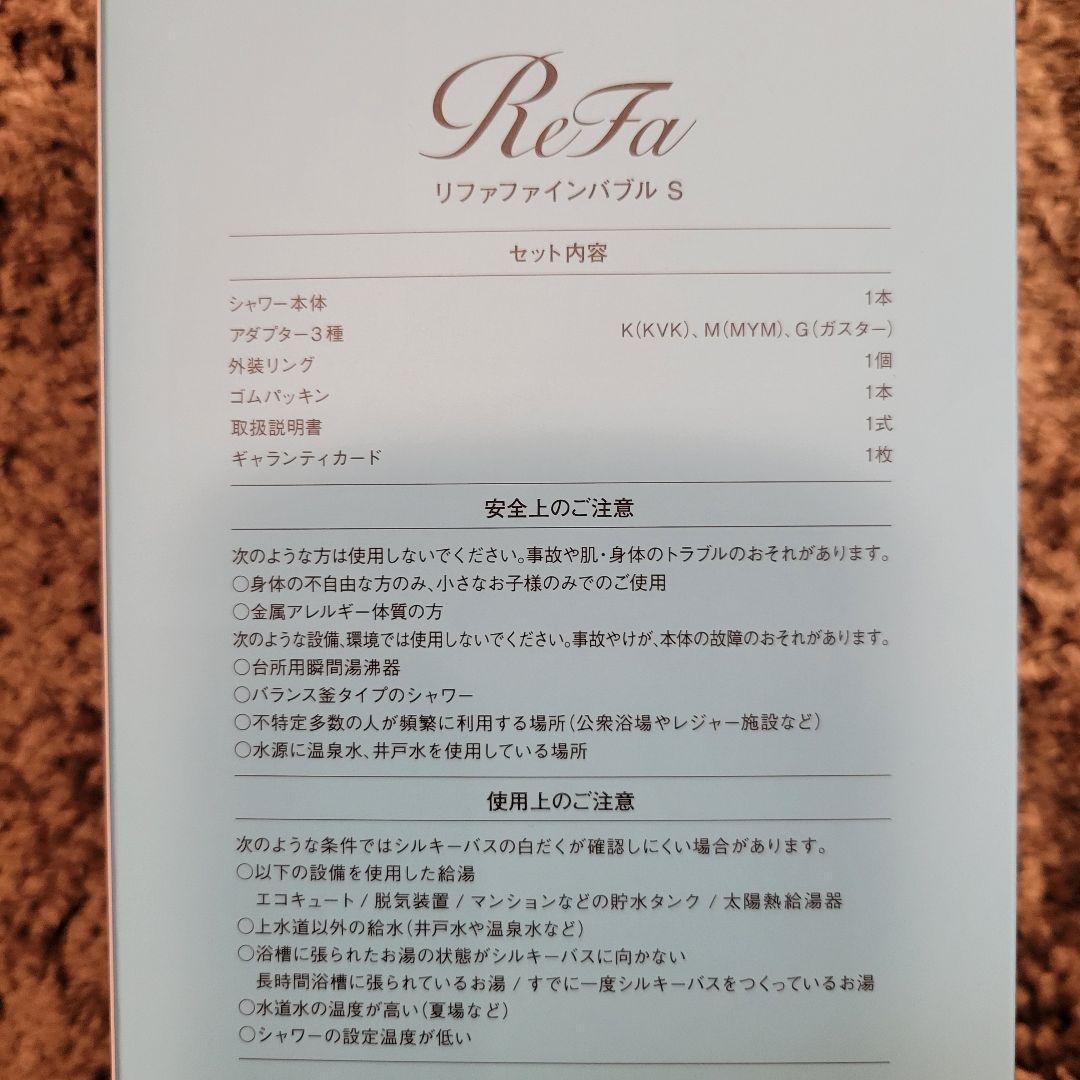 ReFa
リファファインバブル S
セット内容
シャワー本体 1本
アダプター3種 K(KVK)、M(MYM)、G(ガスター)
外装リング 1個
ゴムパッキン 1本
取扱説明書 1式
ギャランティカード 1枚
安全上のご注意
次のような方は使用しないでください。事故や肌・身体のトラブルのおそれがあります。
○身体の不自由な方のみ、小さなお子様のみでのご使用
○金属アレルギー体質の方
次のような設備、環境では使用しないでください。事故やけが、本体の故障のおそれがあります。
○台所用瞬間湯沸器
○バランス釜タイプのシャワー
○不特定多数の人が頻繁に利用する場所(公衆浴場やレジャー施設など)
○水源に温泉水、井戸水を使用している場所
使用上のご注意
次のような条件ではシルキーバスの白だくが確認しにくい場合があります。
○以下の設備を使用した給湯
エコキュート / 脱気装置 / マンションなどの貯水タンク / 太陽熱給湯器
○上水道以外の給水(井戸水や温泉水など)
○浴槽に張られたお湯の状態がシルキーバスに向かない
長時間浴槽に張られているお湯 / すでに一度シルキーバスをつくっているお湯
○水道水の温度が高い(夏場など)
○シャワーの設定温度が低い